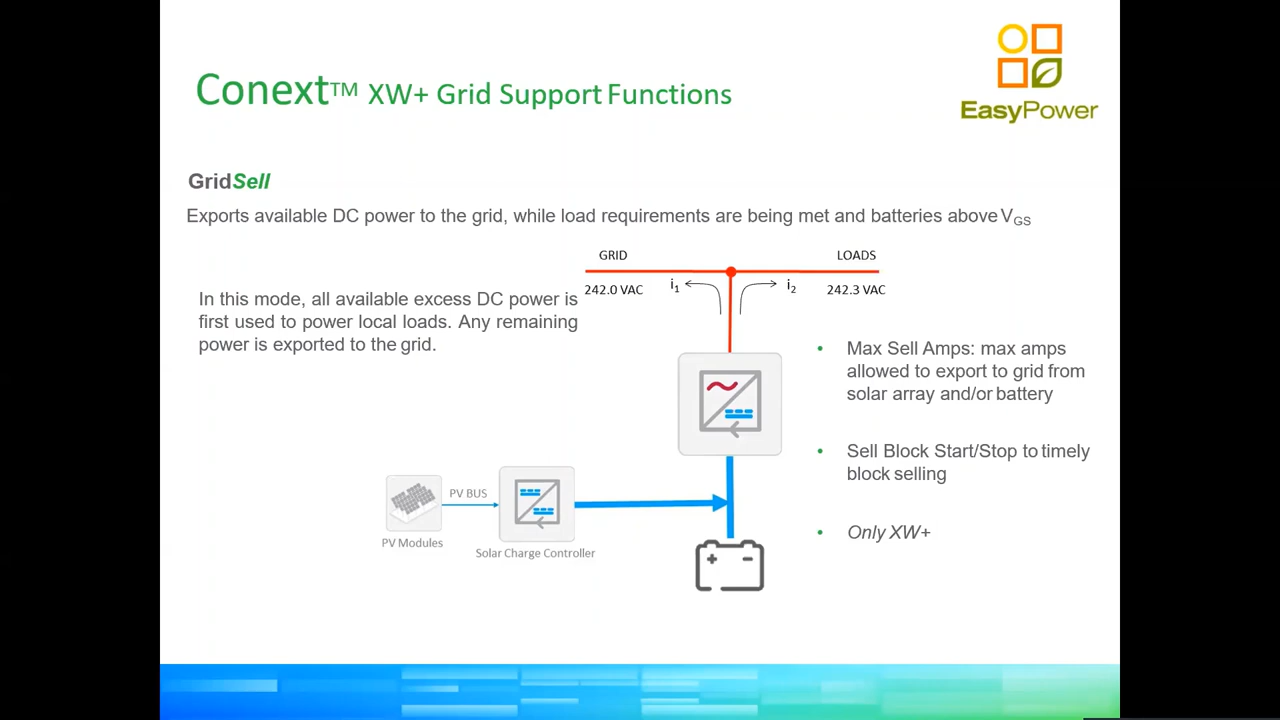 Conext™ XW+ Grid Support Functions
EasyPower
GridSell
Exports available DC power to the grid, while load requirements are being met and batteries above VGS
GRID
LOADS
242.0 VAC
i1
i2
242.3 VAC
In this mode, all available excess DC power is
first used to power local loads. Any remaining
power is exported to the grid.
• Max Sell Amps: max amps
allowed to export to grid from
solar array and/or battery
• Sell Block Start/Stop to timely
block selling
• Only XW+
PV BUS
PV Modules
Solar Charge Controller
+ -